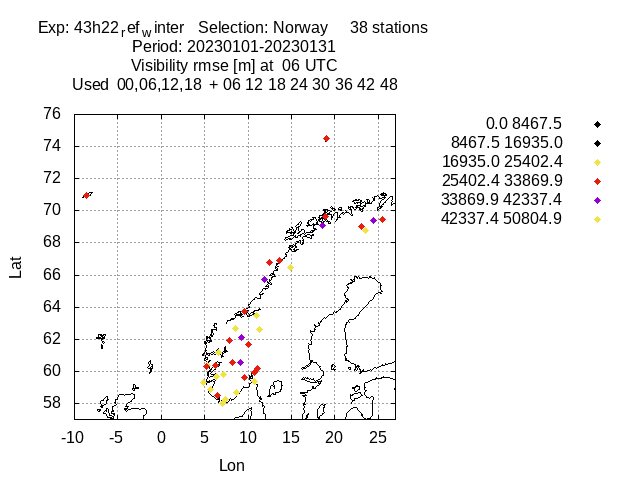 Exp: 43h22refwinter Selection: Norway 38 stations
Period: 20230101-20230131
Visibility rmse [m] at 06 UTC
Used 00,06,12,18 + 06 12 18 24 30 36 42 48
76
74
72
70
68
66
64
62
60
58
Lat
-10 -5 0 5 10 15 20 25
Lon
0.0 8467.5
8467.5 16935.0
16935.0 25402.4
25402.4 33869.9
33869.9 42337.4
42337.4 50804.9